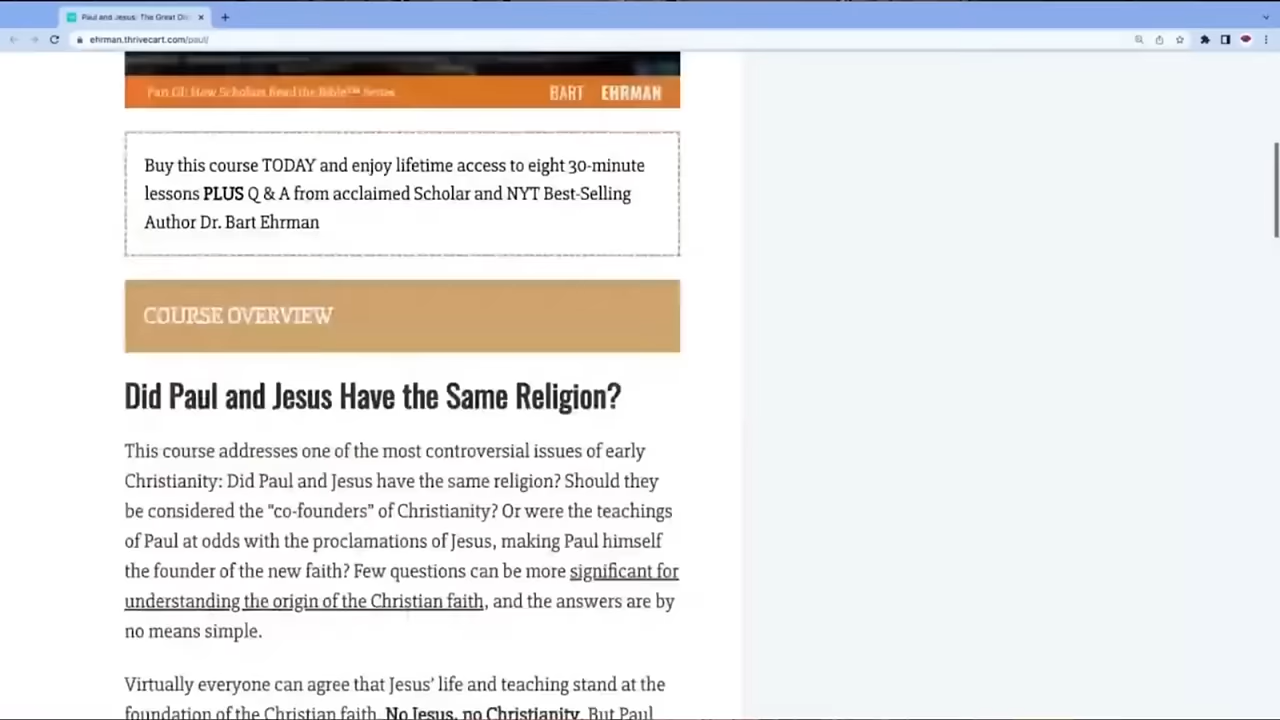 Paul and Jesus: The Great Di
ehrman.thrivecart.com/paul/
Part III: How Scholars Read the Bible™ Series
BART EHRMAN
Buy this course TODAY and enjoy lifetime access to eight 30-minute
lessons PLUS Q & A from acclaimed Scholar and NYT Best-Selling
Author Dr. Bart Ehrman
COURSE OVERVIEW
Did Paul and Jesus Have the Same Religion?
This course addresses one of the most controversial issues of early
Christianity: Did Paul and Jesus have the same religion? Should they
be considered the “co-founders” of Christianity? Or were the teachings
of Paul at odds with the proclamations of Jesus, making Paul himself
the founder of the new faith? Few questions can be more significant for
understanding the origin of the Christian faith, and the answers are by
no means simple.
Virtually everyone can agree that Jesus’ life and teaching stand at the
foundation of the Christian faith. No Jesus, no Christianity. But Paul